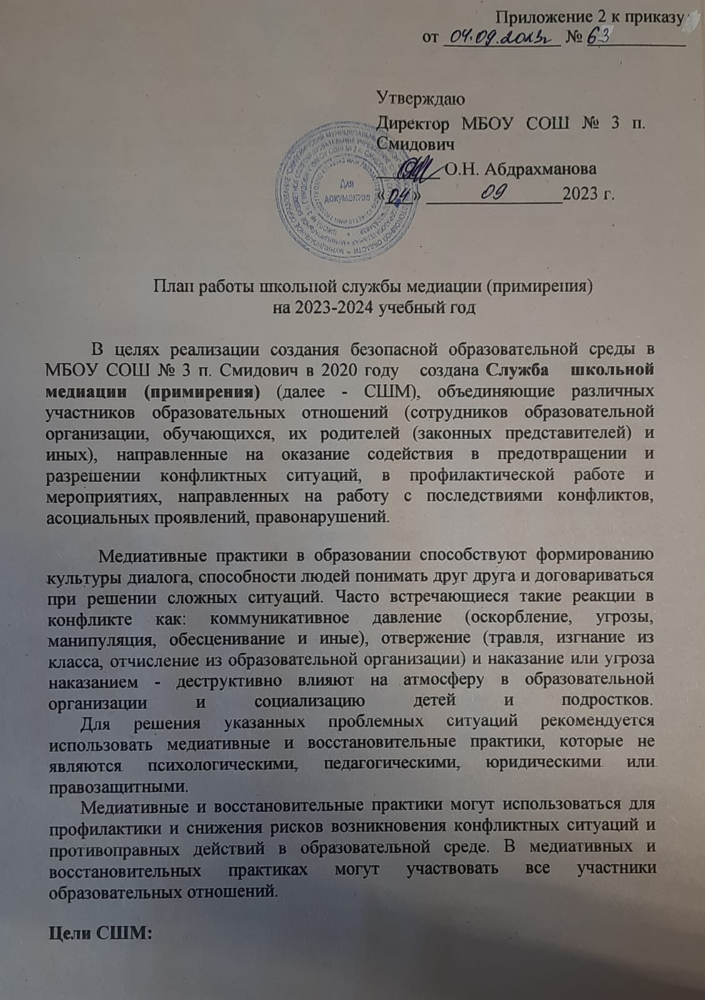 Приложение 2 к приказу
от 04.09.2023г № 63
Утверждаю
Директор МБОУ СОШ № 3 п.
Смидович
О.Н. Абдрахманова
«04» 09 2023 г.
Для
документов
План работы школьной службы медиации (примирения)
на 2023-2024 учебный год
В целях реализации создания безопасной образовательной среды в
МБОУ СОШ № 3 п. Смидович в 2020 году создана Служба школьной
медиации (примирения) (далее - СШМ), объединяющие различных
участников образовательных отношений (сотрудников образовательной
организации, обучающихся, их родителей (законных представителей) и
иных), направленные на оказание содействия в предотвращении и
разрешении конфликтных ситуаций, в профилактической работе и
мероприятиях, направленных на работу с последствиями конфликтов,
асоциальных проявлений, правонарушений.
Медиативные практики в образовании способствуют формированию
культуры диалога, способности людей понимать друг друга и договариваться
при решении сложных ситуаций. Часто встречающиеся такие реакции в
конфликте как: коммуникативное давление (оскорбление, угрозы,
манипуляция, обесценивание и иные), отвержение (травля, изгнание из
класса, отчисление из образовательной организации) и наказание или угроза
наказанием - деструктивно влияют на атмосферу в образовательной
организации и социализацию детей и подростков.
Для решения указанных проблемных ситуаций рекомендуется
использовать медиативные и восстановительные практики, которые не
являются психологическими, педагогическими, юридическими или
правозащитными.
Медиативные и восстановительные практики могут использоваться для
профилактики и снижения рисков возникновения конфликтных ситуаций и
противоправных действий в образовательной среде. В медиативных и
восстановительных практиках могут участвовать все участники
образовательных отношений.
Цели СШМ: